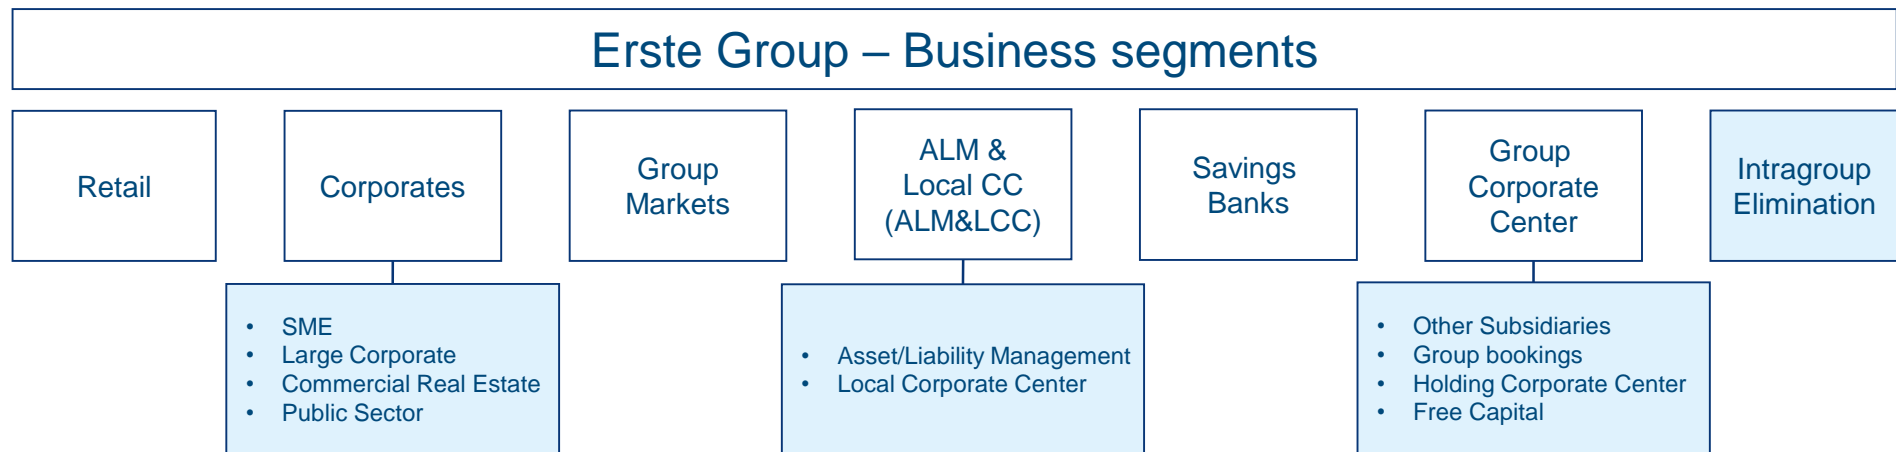 Erste Group – Business segments
Retail
Corporates
Group
Markets
ALM &
Local CC
(ALM&LCC)
Savings
Banks
Group
Corporate
Center
Intragroup
Elimination
• SME
• Large Corporate
• Commercial Real Estate
• Public Sector
• Asset/Liability Management
• Local Corporate Center
• Other Subsidiaries
• Group bookings
• Holding Corporate Center
• Free Capital